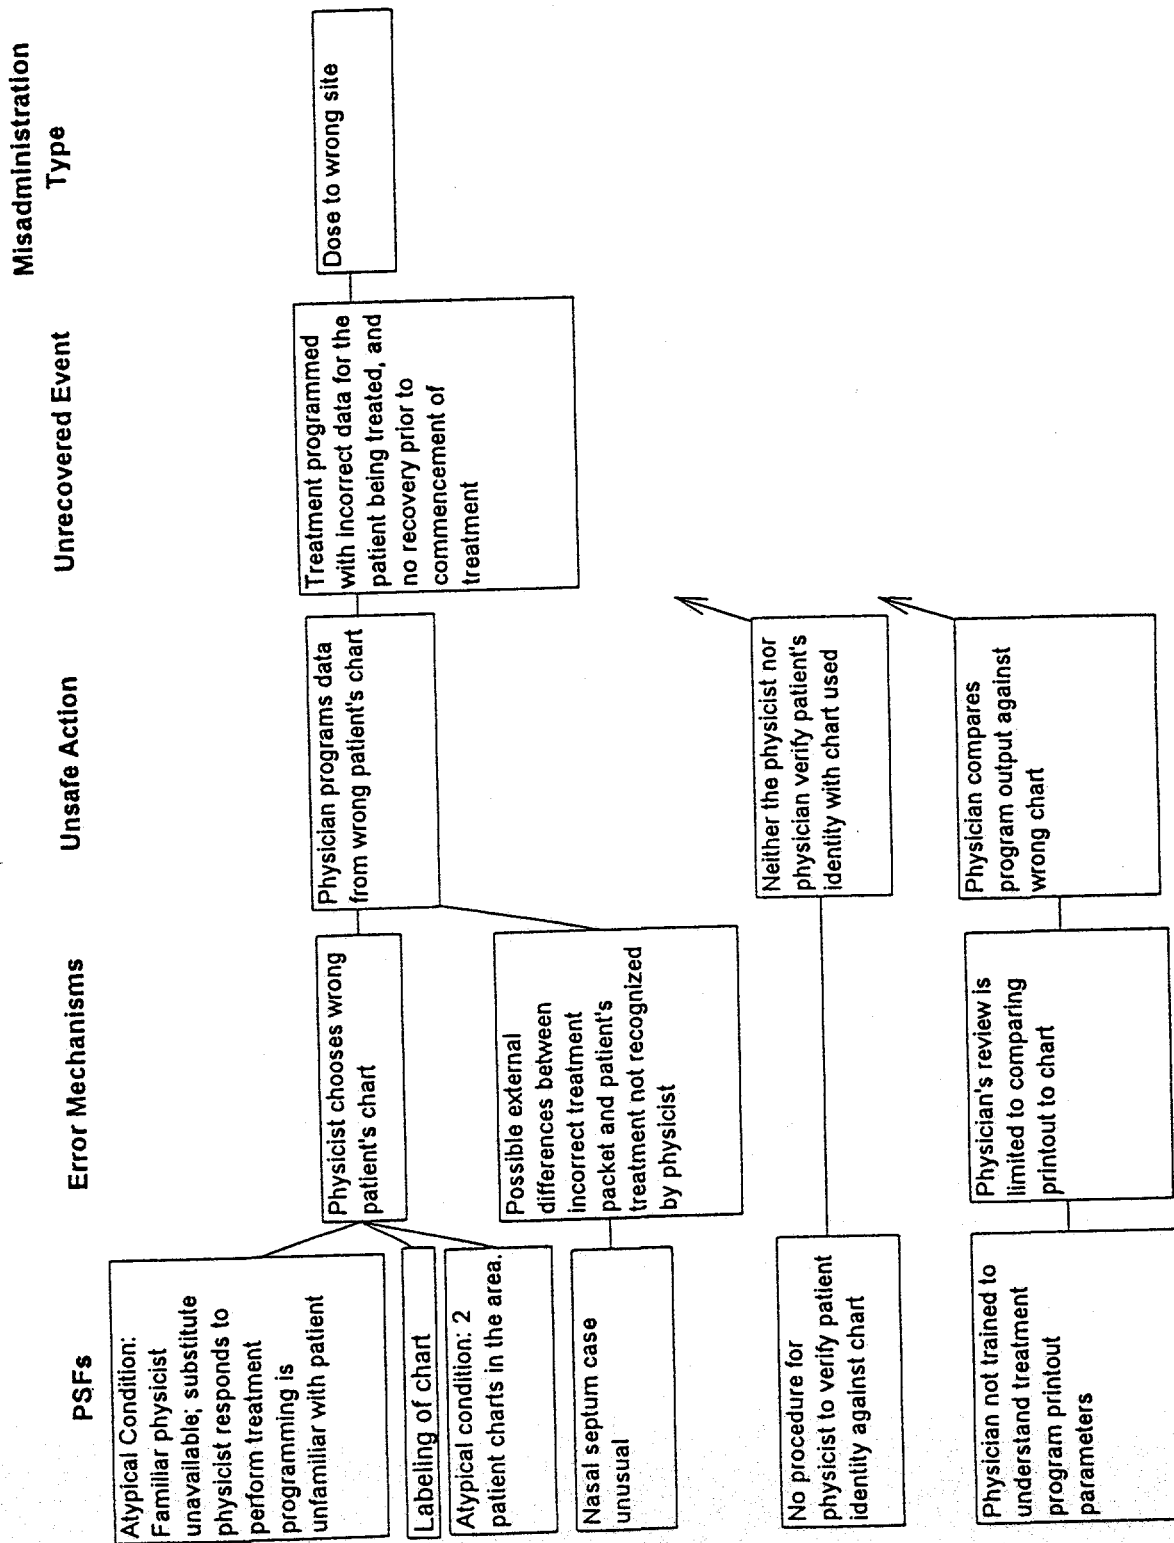 PSFs
Error Mechanisms
Unsafe Action
Unrecovered Event
Misadministration
Type
Atypical Condition:
Familiar physicist
unavailable; substitute
physicist responds to
perform treatment
programming is
unfamiliar with patient
Labeling of chart
Atypical condition: 2
patient charts in the area.
Physicist chooses wrong
patient's chart
Physician programs data
from wrong patient's chart
Treatment programmed
with incorrect data for the
patient being treated, and
no recovery prior to
commencement of
treatment
Dose to wrong site
Nasal septum case
unusual
Possible external
differences between
incorrect treatment
packet and patient's
treatment not recognized
by physicist
No procedure for
physicist to verify patient
identity against chart
Neither the physicist nor
physician verify patient's
identity with chart used
Physician not trained to
understand treatment
program printout
parameters
Physician's review is
limited to comparing
printout to chart
Physician compares
program output against
wrong chart